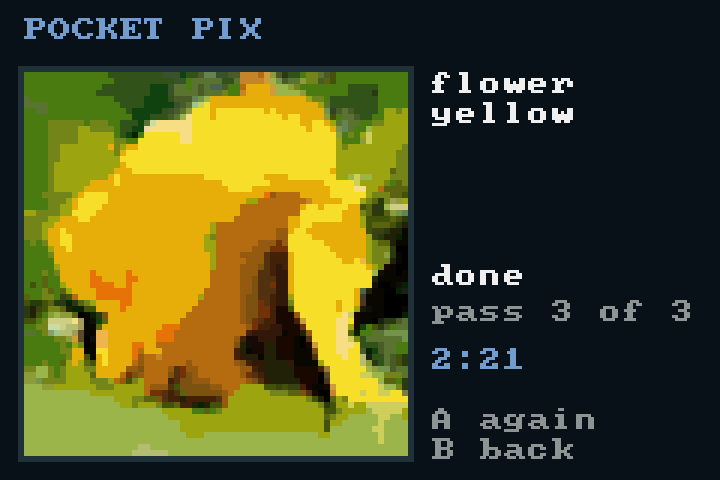 POCKET PIX
flower
yellow
done
pass 3 of 3
2:21
A again
B back